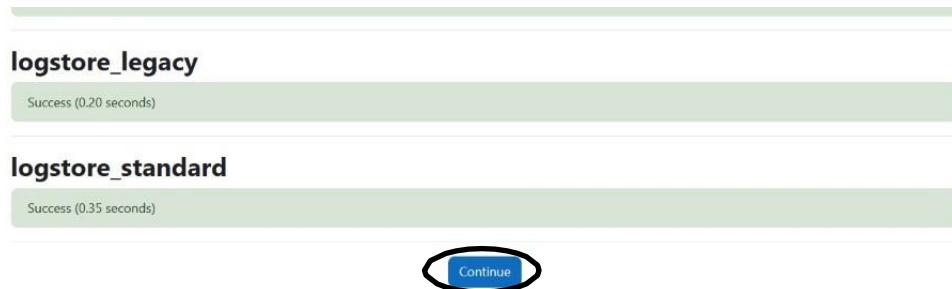 logstore_legacy
Success (0.20 seconds)
logstore_standard
Success (0.35 seconds)
Continue